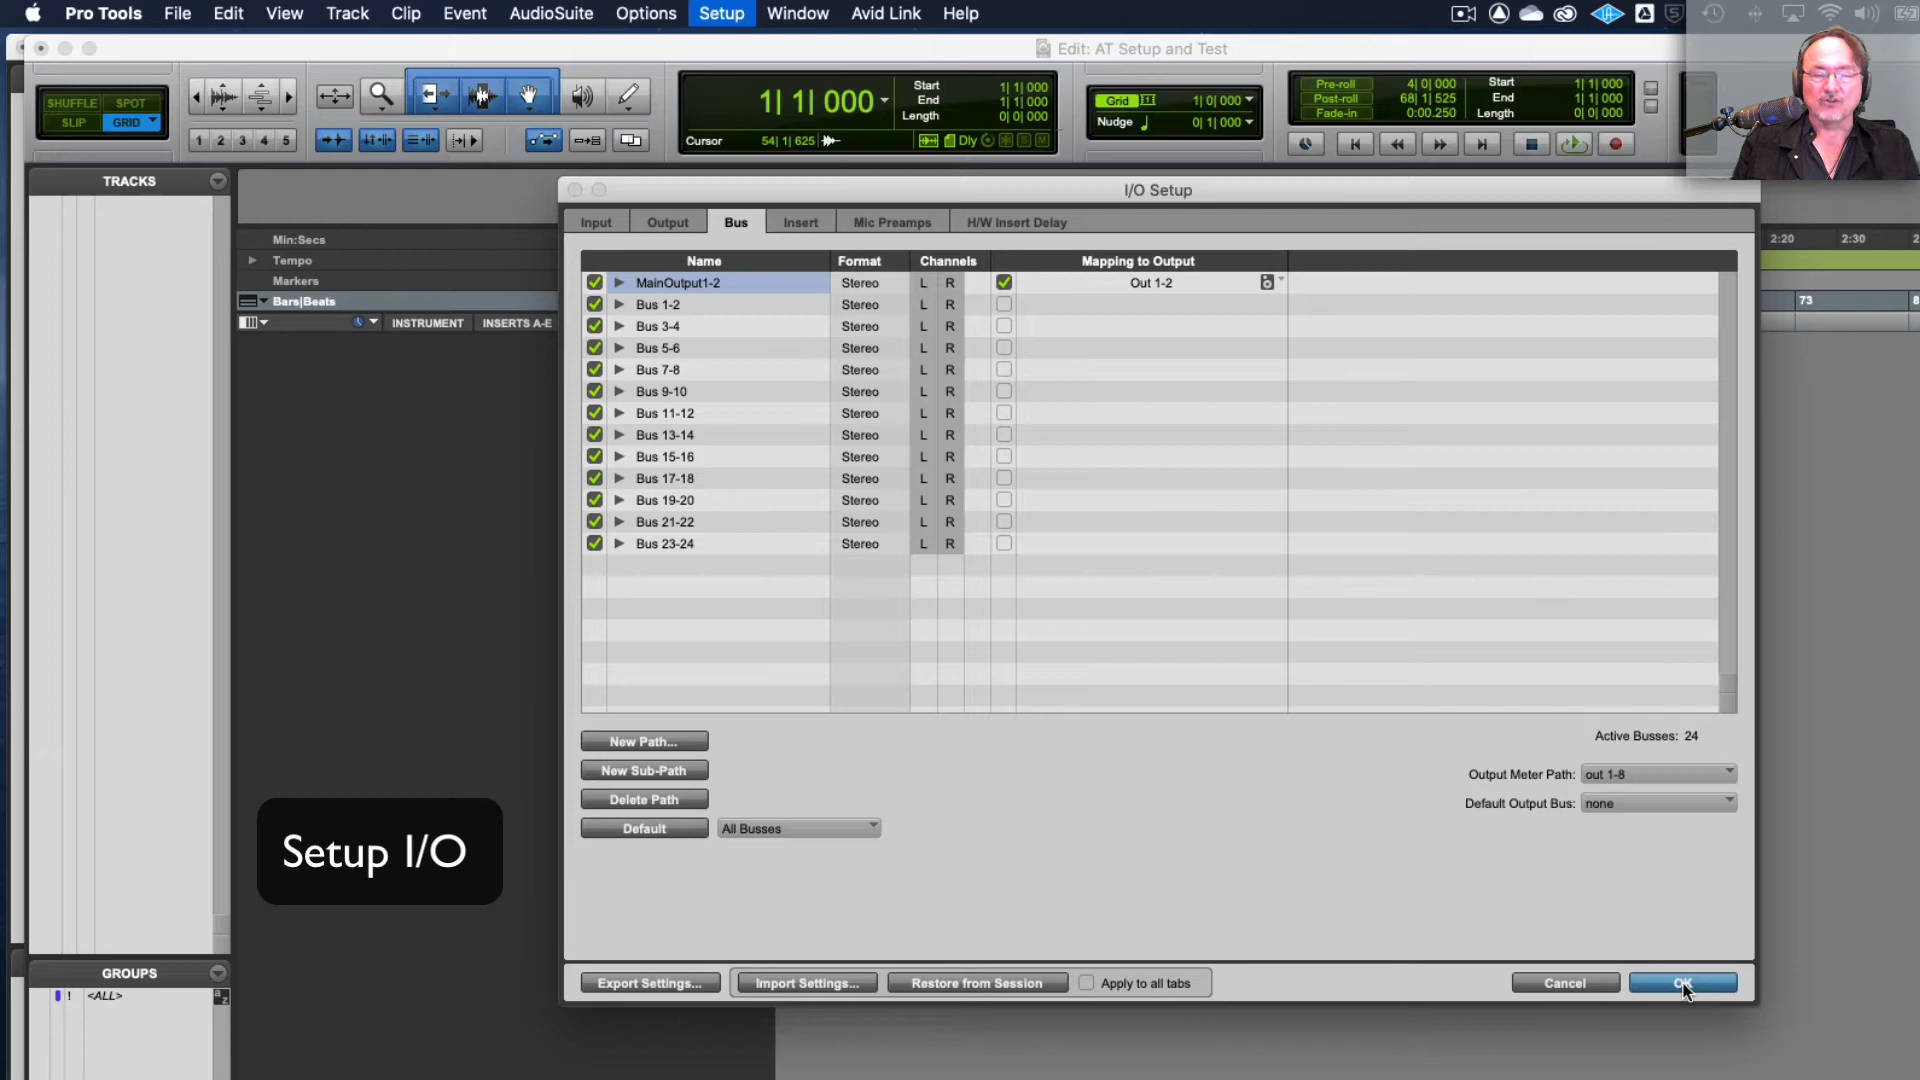 Pro Tools File Edit View Track Clip Event AudioSuite Options Setup Window Avid Link Help
Edit: AT Setup and Test
SHUFFLE SPOT
SLIP GRID
1 2 3 4 5
1| 1| 000
Start 1| 1| 000
End 1| 1| 000
Length 0| 0| 000
Cursor 54| 1| 625
Dly
Grid 1| 0| 000
Nudge 0| 1| 000
Pre-roll 4| 0| 000
Post-roll 68| 1| 525
Fade-in 0:00.250
Start 1| 1| 000
End 1| 1| 000
Length 0| 0| 000
TRACKS
Min:Secs
Tempo
Markers
Bars|Beats
INSTRUMENT INSERTS A-E
2:20 2:30
73
I/O Setup
Input Output Bus Insert Mic Preamps H/W Insert Delay
Name Format Channels Mapping to Output
MainOutput1-2 Stereo L R Out 1-2
Bus 1-2 Stereo L R
Bus 3-4 Stereo L R
Bus 5-6 Stereo L R
Bus 7-8 Stereo L R
Bus 9-10 Stereo L R
Bus 11-12 Stereo L R
Bus 13-14 Stereo L R
Bus 15-16 Stereo L R
Bus 17-18 Stereo L R
Bus 19-20 Stereo L R
Bus 21-22 Stereo L R
Bus 23-24 Stereo L R
New Path...
New Sub-Path
Delete Path
Default All Busses
Active Busses: 24
Output Meter Path: out 1-8
Default Output Bus: none
Export Settings... Import Settings... Restore from Session Apply to all tabs Cancel OK
Setup I/O
GROUPS
! <ALL>
a z